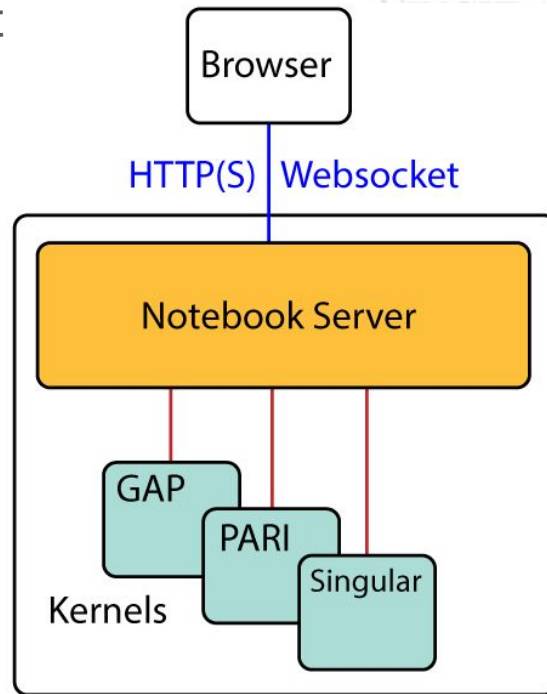 Browser
HTTP(S) Websocket
Notebook Server
GAP
PARI
Singular
Kernels